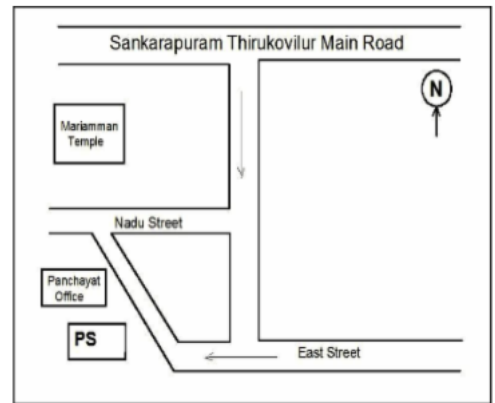 Sankarapuram Thirukovilur Main Road
N
Mariamman
Temple
Nadu Street
Panchayat
Office
PS
East Street